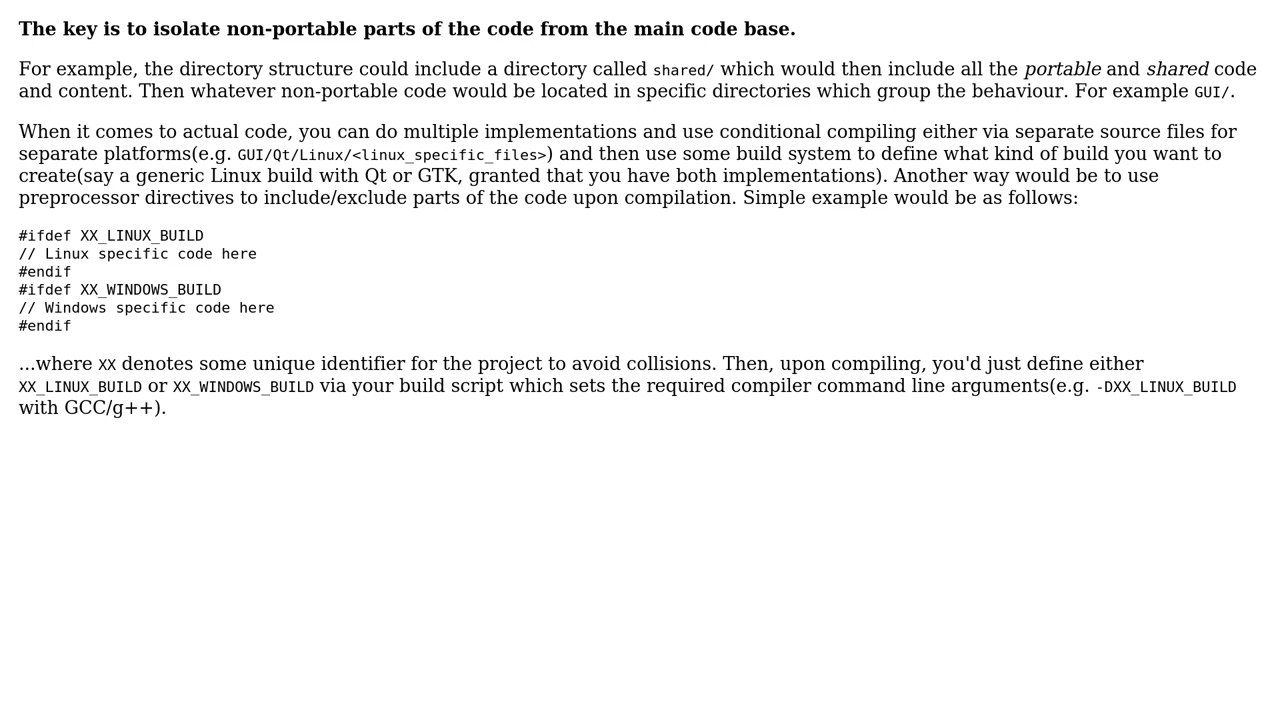 The key is to isolate non-portable parts of the code from the main code base.
For example, the directory structure could include a directory called shared/ which would then include all the portable and shared code
and content. Then whatever non-portable code would be located in specific directories which group the behaviour. For example GUI/.
When it comes to actual code, you can do multiple implementations and use conditional compiling either via separate source files for
separate platforms(e.g. GUI/Qt/Linux/<linux_specific_files>) and then use some build system to define what kind of build you want to
create(say a generic Linux build with Qt or GTK, granted that you have both implementations). Another way would be to use
preprocessor directives to include/exclude parts of the code upon compilation. Simple example would be as follows:
#ifdef XX_LINUX_BUILD
// Linux specific code here
#endif
#ifdef XX_WINDOWS_BUILD
// Windows specific code here
#endif
...where XX denotes some unique identifier for the project to avoid collisions. Then, upon compiling, you'd just define either
XX_LINUX_BUILD or XX_WINDOWS_BUILD via your build script which sets the required compiler command line arguments(e.g. -DXX_LINUX_BUILD
with GCC/g++).